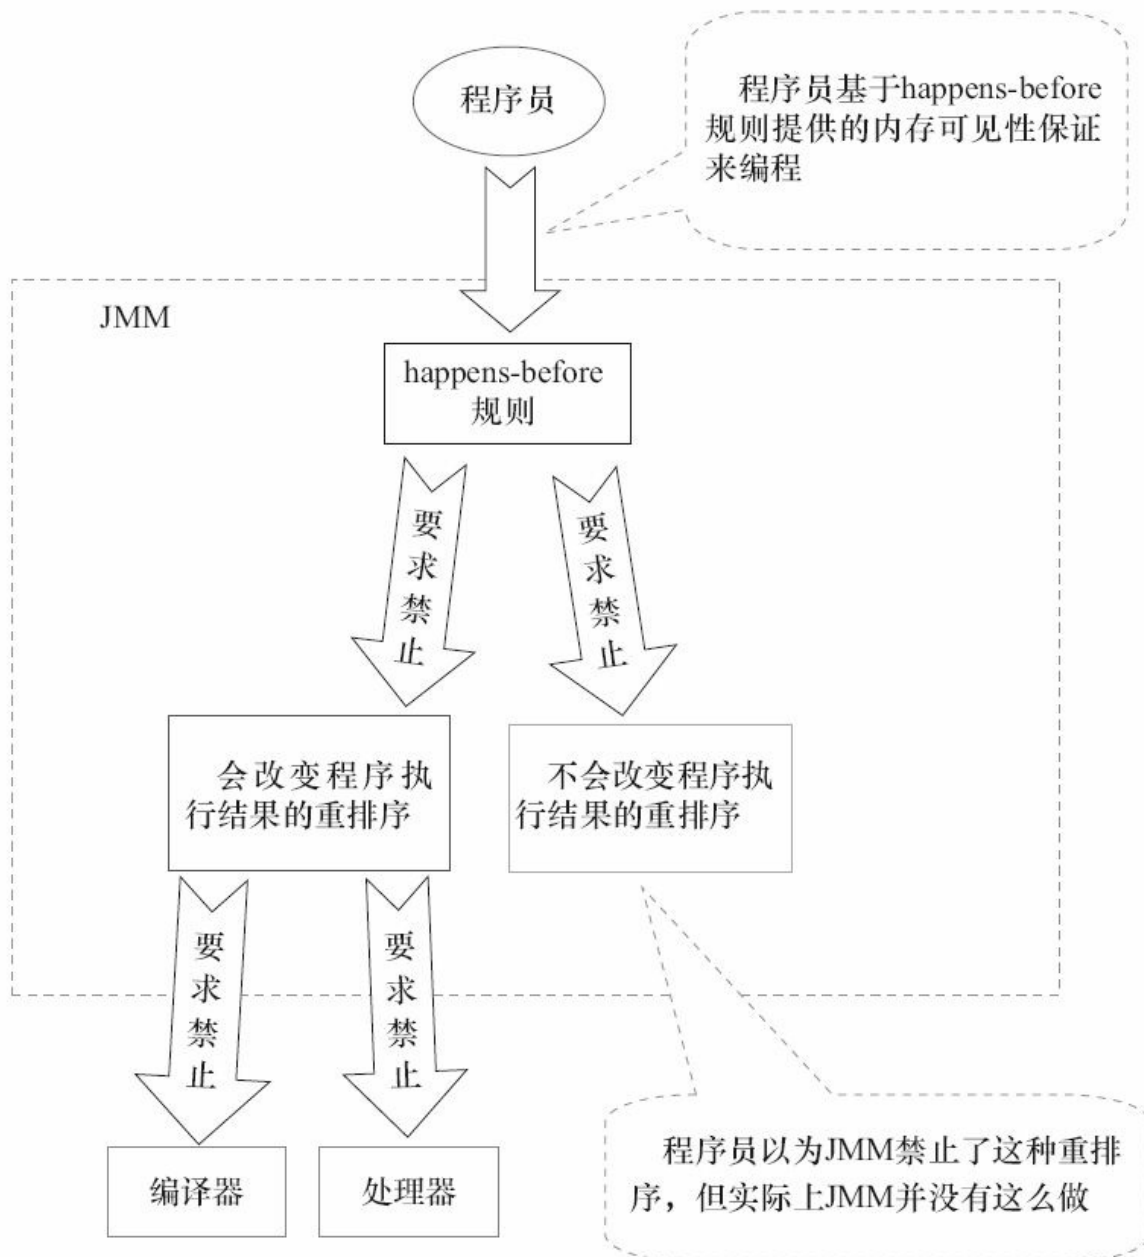 程序员
程序员基于happens-before
规则提供的内存可见性保证
来编程
JMM
happens-before
规则
要求禁止
要求禁止
会改变程序执
行结果的重排序
不会改变程序执
行结果的重排序
要求禁止
要求禁止
编译器
处理器
程序员以为JMM禁止了这种重排
序，但实际上JMM并没有这么做